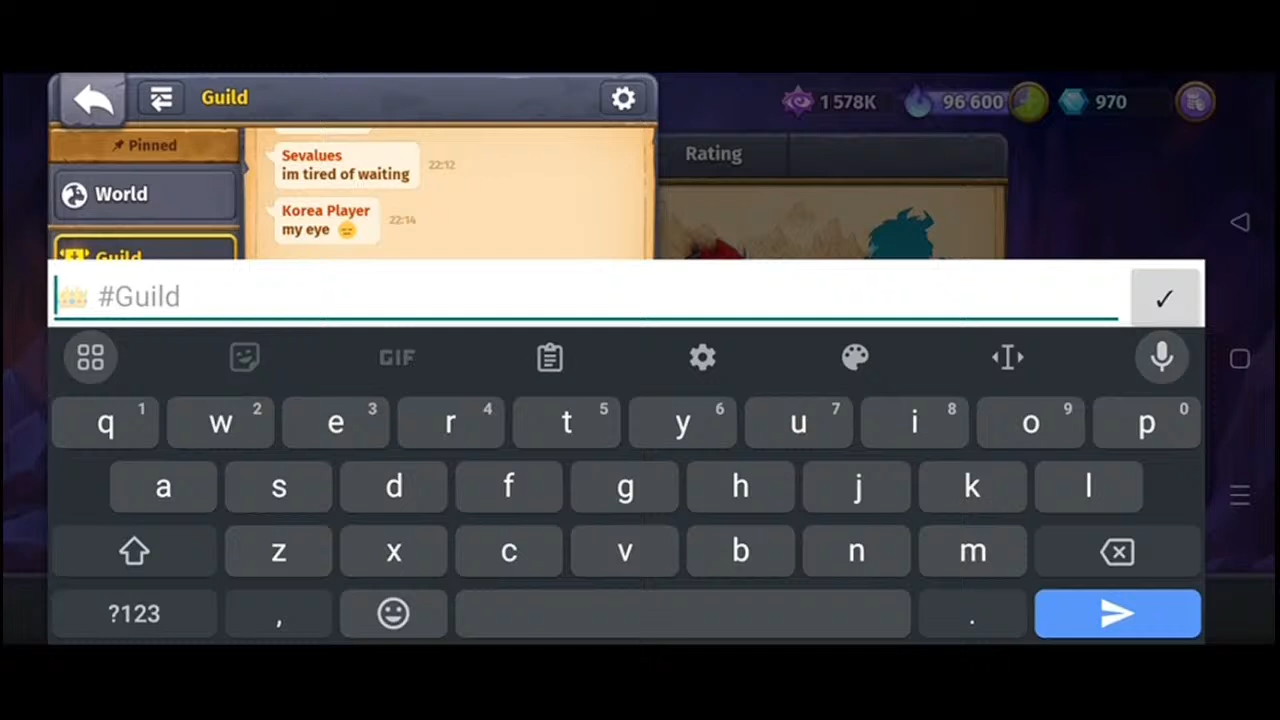 Guild
1 578K
96 600
970
Pinned
World
Guild
Sevalues
im tired of waiting
22:12
Korea Player
my eye 😑
22:14
Rating
#Guild
✓
GIF
q 1 w 2 e 3 r 4 t 5 y 6 u 7 i 8 o 9 p 0
a s d f g h j k l
z x c v b n m
?123 , .